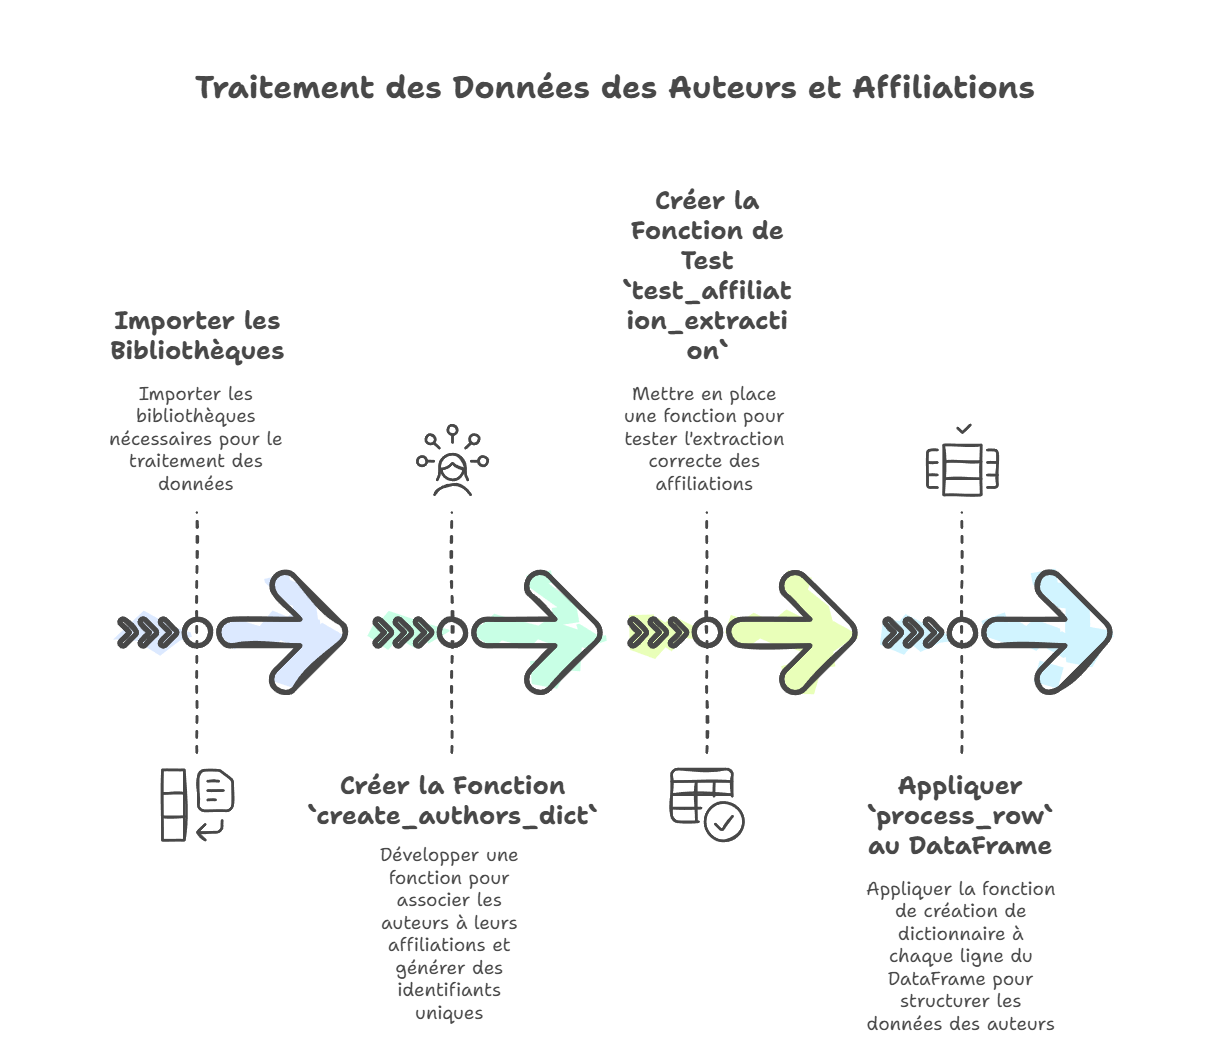 Traitement des Données des Auteurs et Affiliations
Importer les
Bibliothèques
Importer les
bibliothèques
nécessaires pour le
traitement des
données
Créer la Fonction
`create_authors_dict`
Développer une
fonction pour
associer les
auteurs à leurs
affiliations et
générer des
identifiants
uniques
Créer la
Fonction de
Test
`test_affiliat
ion_extracti
on`
Mettre en place
une fonction pour
tester l'extraction
correcte des
affiliations
Appliquer
`process_row`
au DataFrame
Appliquer la fonction
de création de
dictionnaire à
chaque ligne du
DataFrame pour
structurer les
données des auteurs